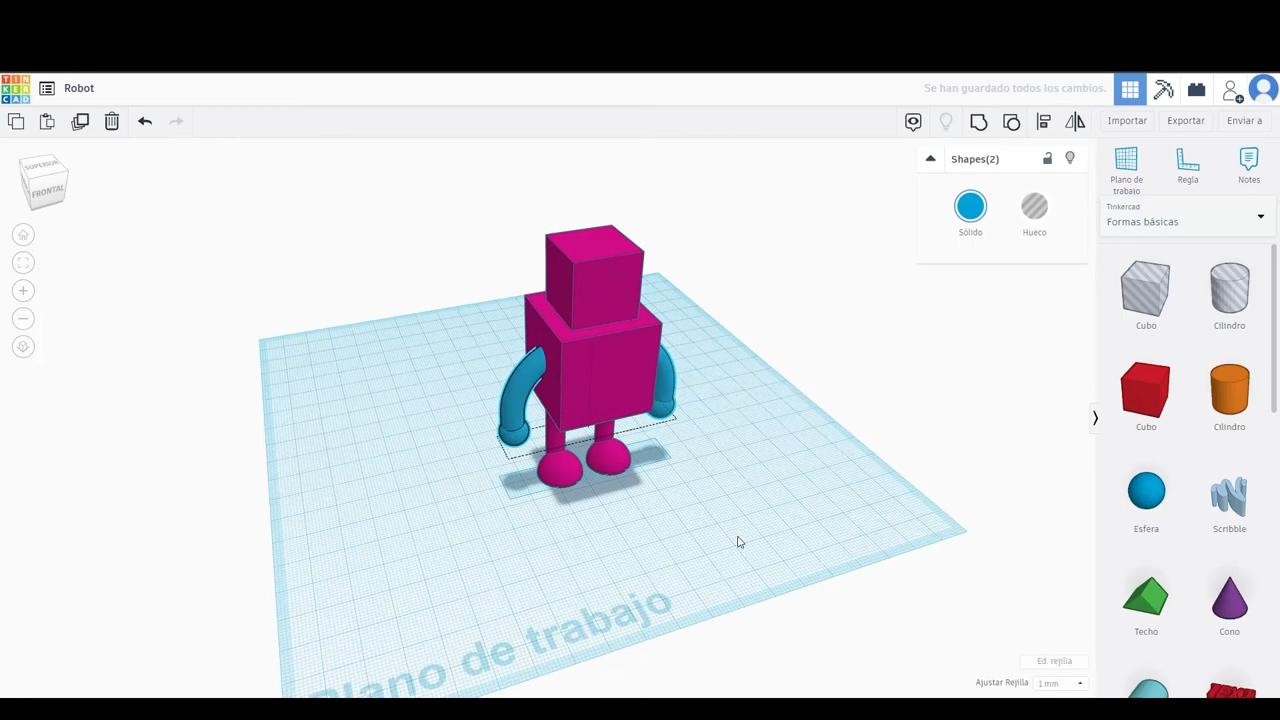 TIN
KER
CAD
Robot
Se han guardado todos los cambios.
Importar
Exportar
Enviar a
SUPERIOR
FRONTAL
Shapes(2)
Sólido
Hueco
Plano de
trabajo
Regla
Notes
Tinkercad
Formas básicas
Cubo
Cilindro
Cubo
Cilindro
Esfera
Scribble
Techo
Cono
Plano de trabajo
Ed. rejilla
Ajustar Rejilla
1 mm